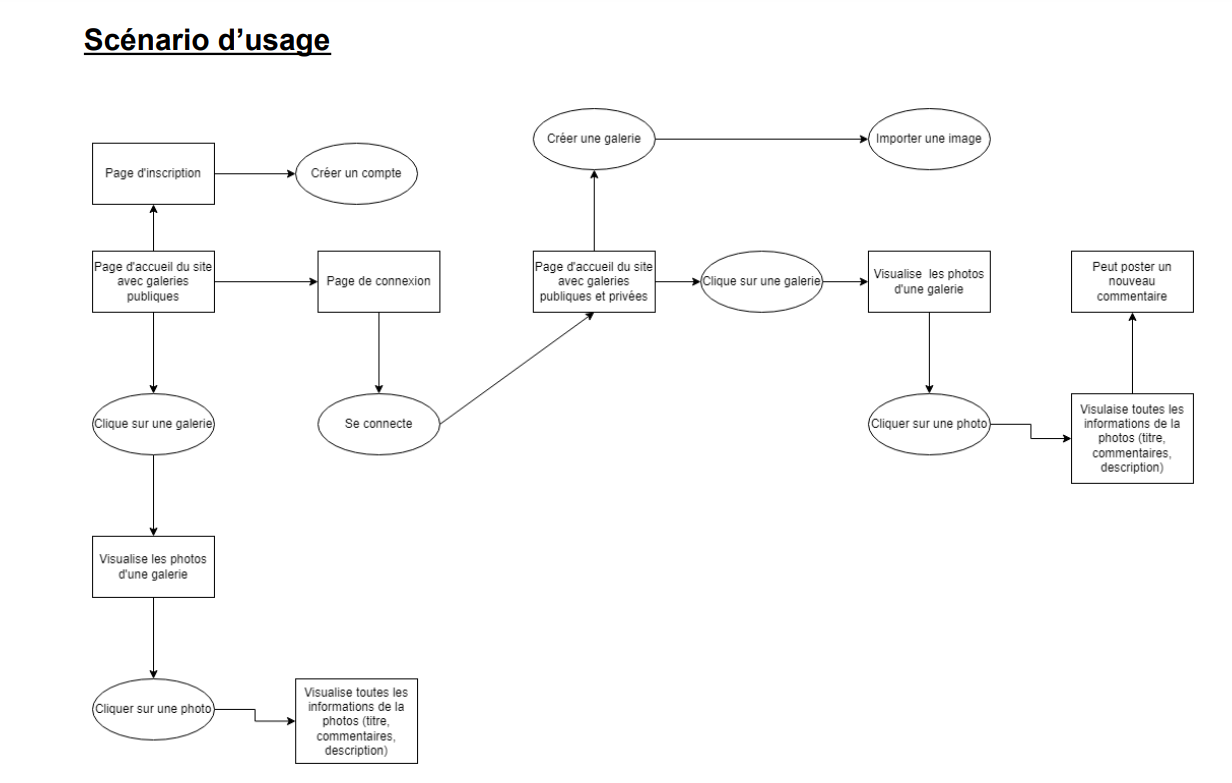 Scénario d’usage
Créer une galerie
Importer une image
Page d'inscription
Créer un compte
Page d'accueil du site
avec galeries
publiques
Page de connexion
Page d'accueil du site
avec galeries
publiques et privées
Clique sur une galerie
Visualise les photos
d'une galerie
Peut poster un
nouveau
commentaire
Clique sur une galerie
Se connecte
Cliquer sur une photo
Visulaise toutes les
informations de la
photos (titre,
commentaires,
description)
Visualise les photos
d'une galerie
Cliquer sur une photo
Visualise toutes les
informations de la
photos (titre,
commentaires,
description)